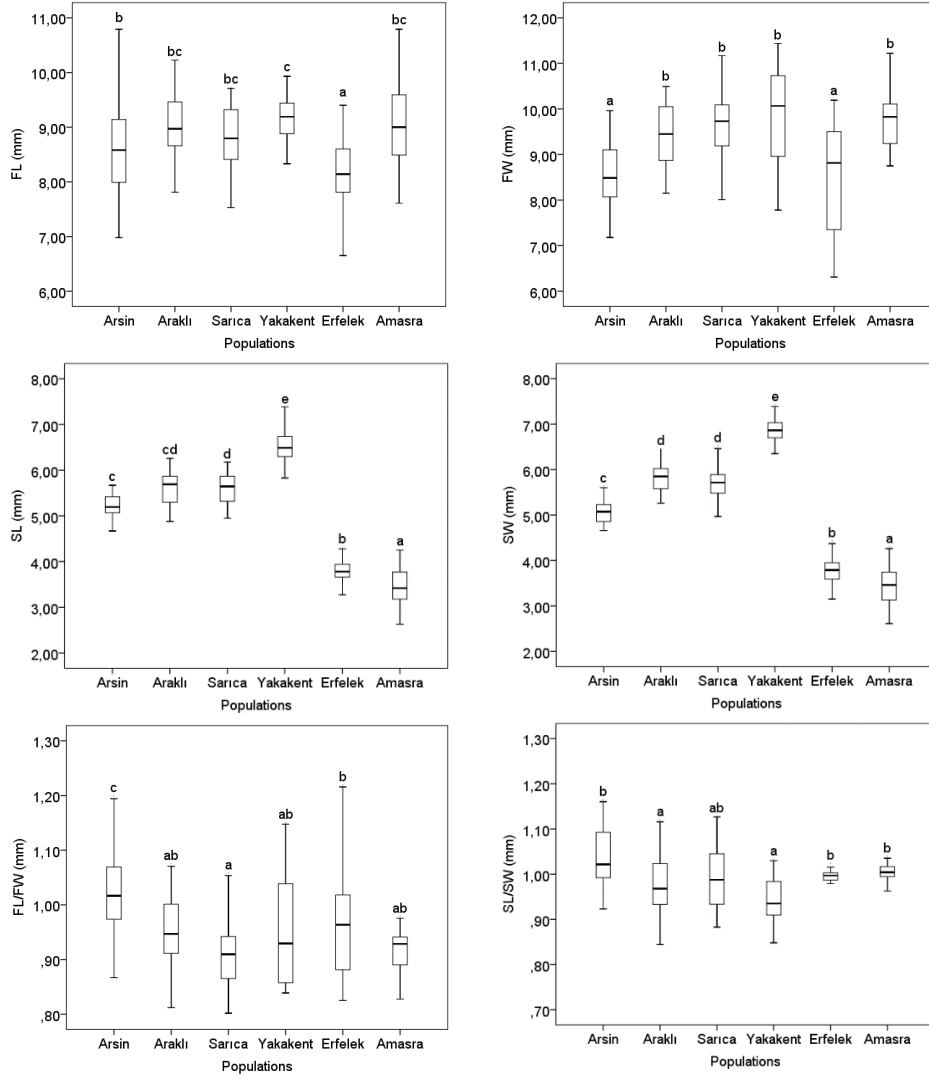 11,00
10,00
9,00
8,00
7,00
6,00
FL (mm)
b
bc
bc
c
a
bc
Arsin Araklı Sarıca Yakakent Erfelek Amasra
Populations
12,00
11,00
10,00
9,00
8,00
7,00
6,00
FW (mm)
a
b
b
b
a
b
Arsin Araklı Sarıca Yakakent Erfelek Amasra
Populations
8,00
7,00
6,00
5,00
4,00
3,00
2,00
SL (mm)
c
cd
d
e
b
a
Arsin Araklı Sarıca Yakakent Erfelek Amasra
Populations
8,00
7,00
6,00
5,00
4,00
3,00
2,00
SW (mm)
c
d
d
e
b
a
Arsin Araklı Sarıca Yakakent Erfelek Amasra
Populations
1,30
1,20
1,10
1,00
,90
,80
FL/FW (mm)
c
ab
a
ab
b
ab
Arsin Araklı Sarıca Yakakent Erfelek Amasra
Populations
1,30
1,20
1,10
1,00
,90
,80
,70
SL/SW (mm)
b
a
ab
a
b
b
Arsin Araklı Sarıca Yakakent Erfelek Amasra
Populations